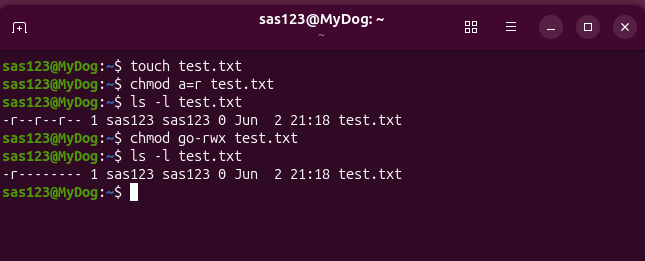 sas123@MyDog: ~
~
sas123@MyDog:~$ touch test.txt
sas123@MyDog:~$ chmod a=r test.txt
sas123@MyDog:~$ ls -l test.txt
-r--r--r-- 1 sas123 sas123 0 Jun  2 21:18 test.txt
sas123@MyDog:~$ chmod go-rwx test.txt
sas123@MyDog:~$ ls -l test.txt
-r-------- 1 sas123 sas123 0 Jun  2 21:18 test.txt
sas123@MyDog:~$